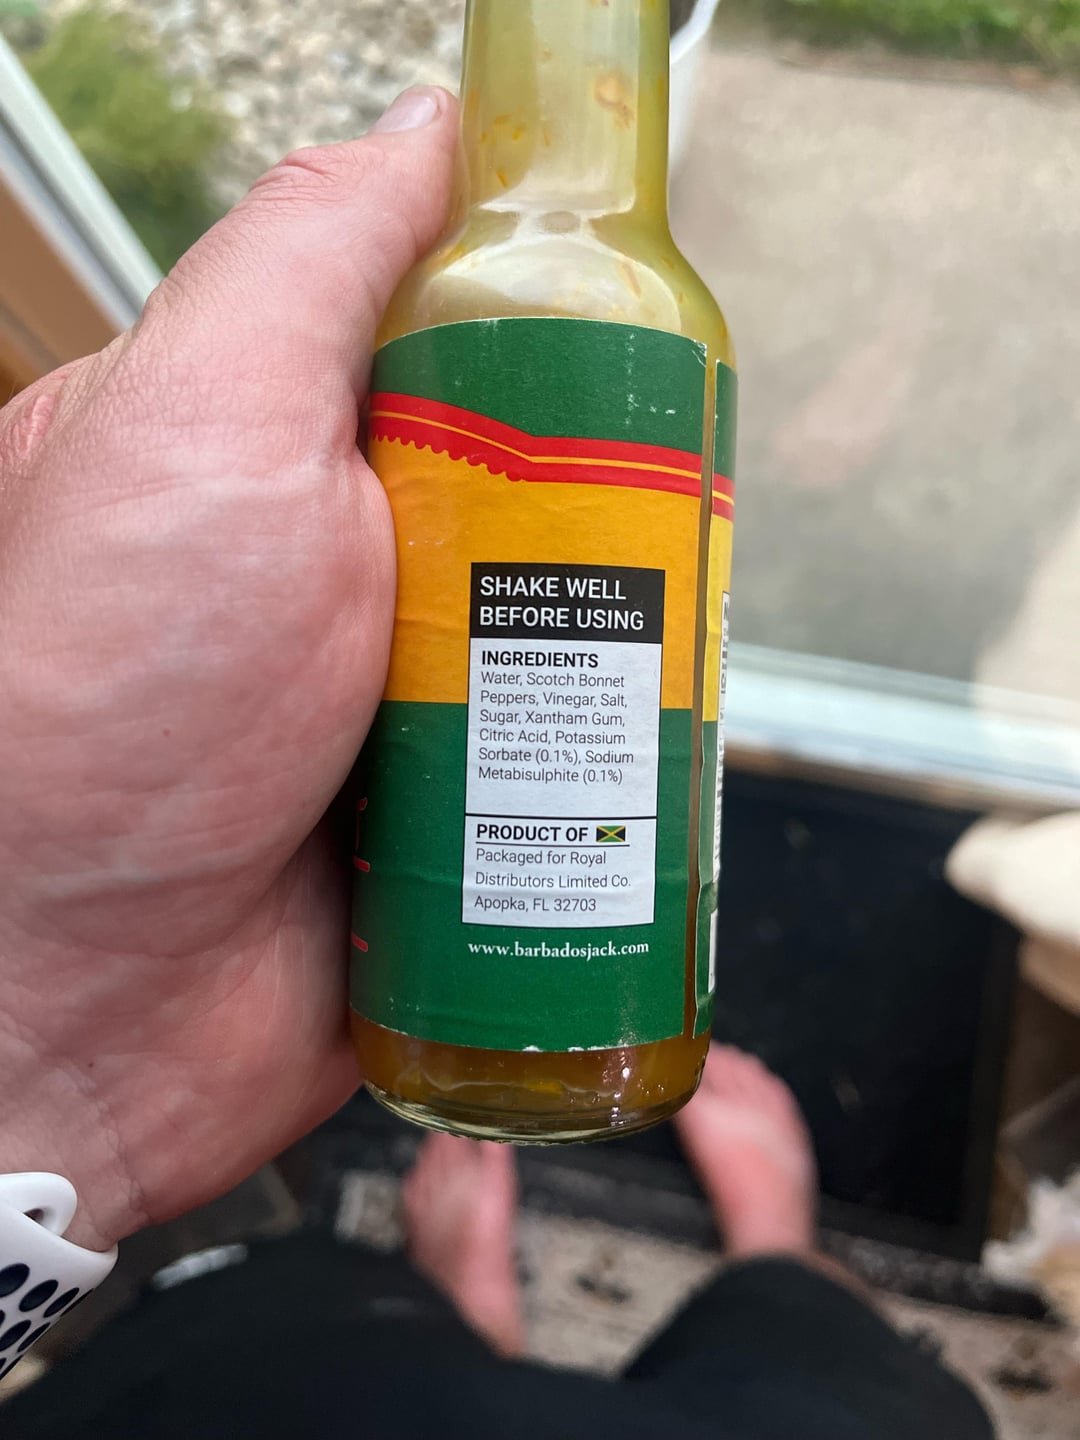 SHAKE WELL
BEFORE USING
INGREDIENTS
Water, Scotch Bonnet
Peppers, Vinegar, Salt,
Sugar, Xantham Gum,
Citric Acid, Potassium
Sorbate (0.1%), Sodium
Metabisulphite (0.1%)
PRODUCT OF
Packaged for Royal
Distributors Limited Co.
Apopka, FL 32703
www.barbadosjack.com